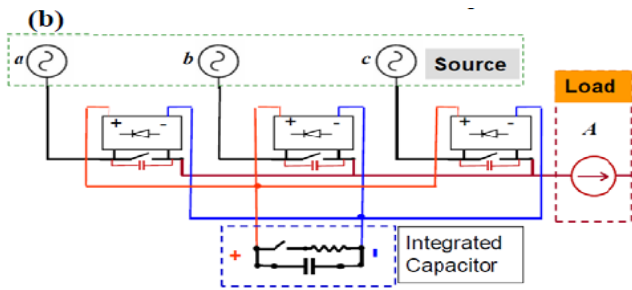 (b)
a
b
c
Source
Load
+ -
+ -
+ -
A
+ -
Integrated
Capacitor